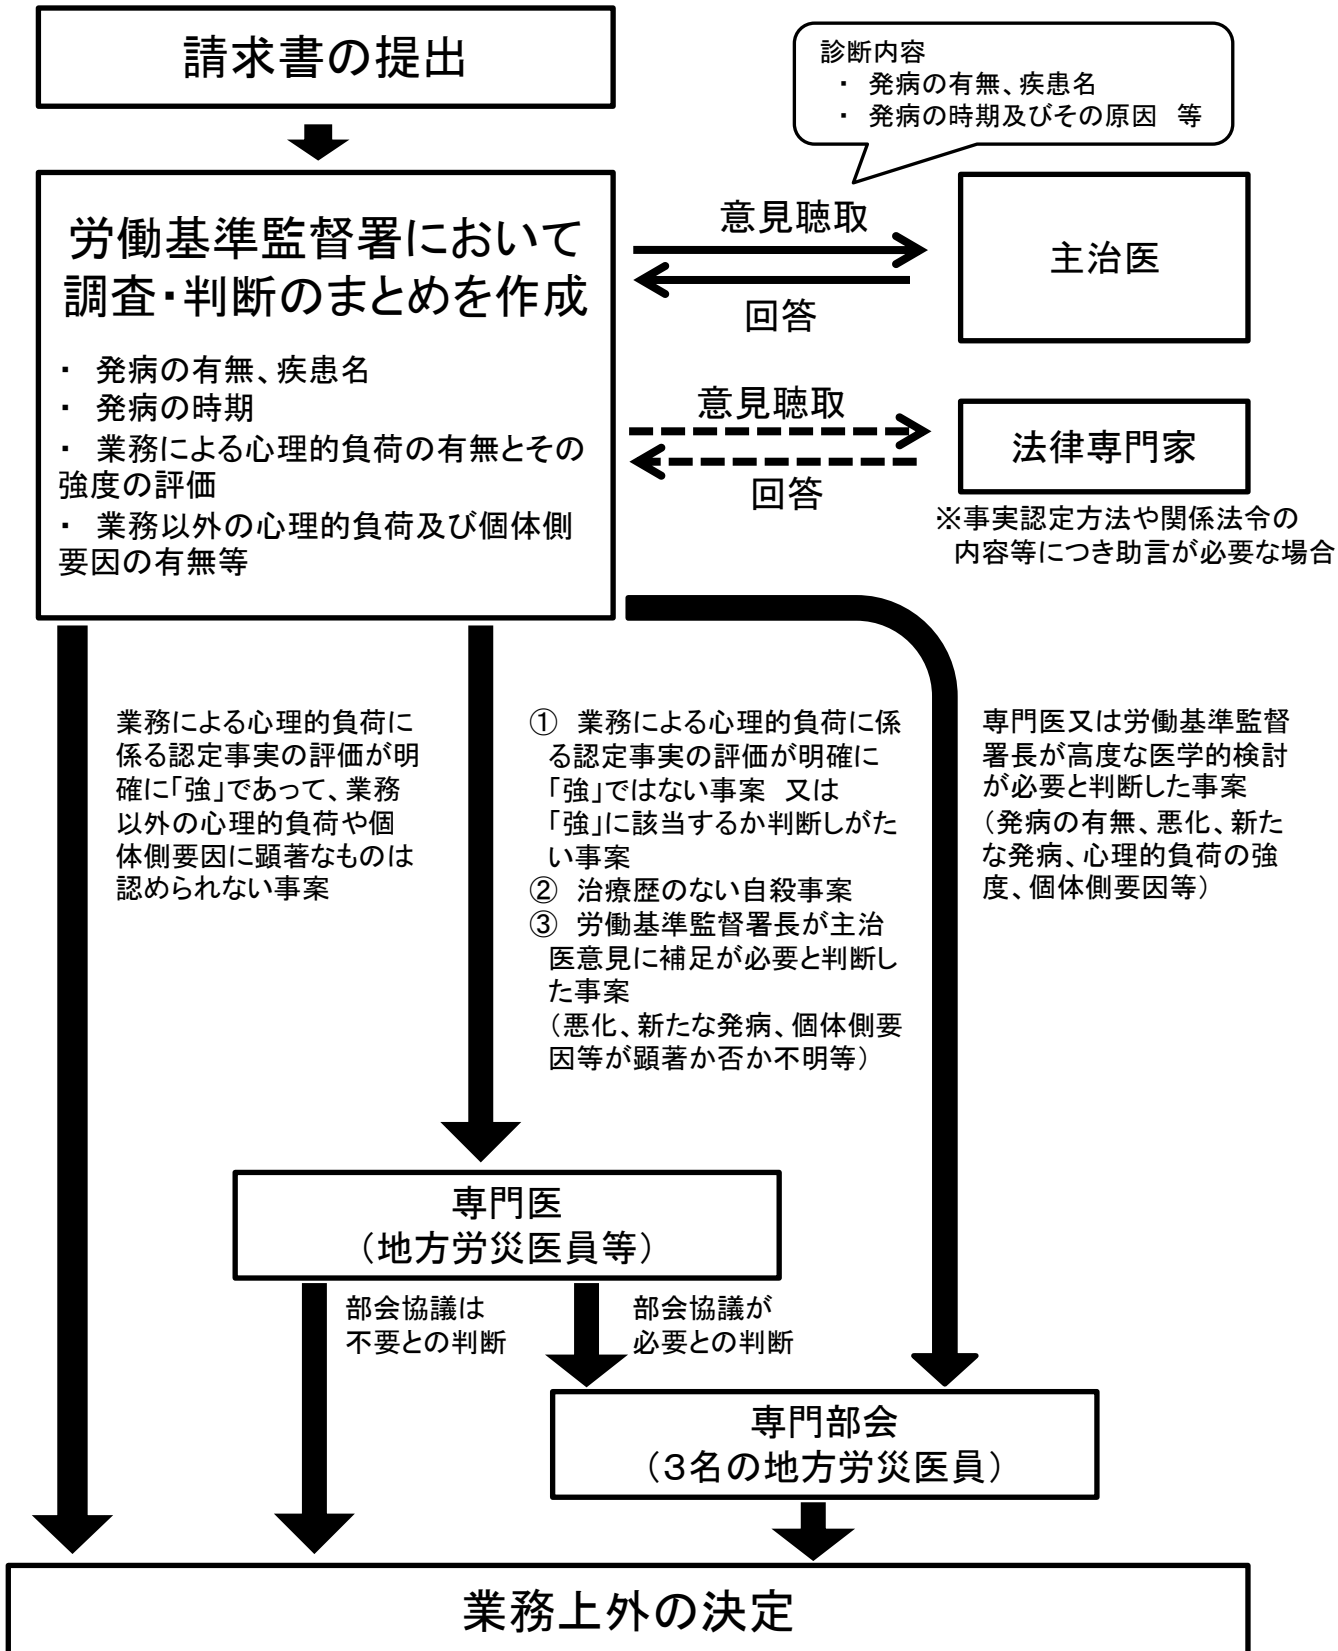 請求書の提出
診断内容
・ 発病の有無、疾患名
・ 発病の時期及びその原因 等
労働基準監督署において
調査・判断のまとめを作成
・ 発病の有無、疾患名
・ 発病の時期
・ 業務による心理的負荷の有無とその
強度の評価
・ 業務以外の心理的負荷及び個体側
要因の有無等
意見聴取
回答
主治医
意見聴取
回答
法律専門家
※事実認定方法や関係法令の
内容等につき助言が必要な場合
業務による心理的負荷に
係る認定事実の評価が明
確に「強」であって、業務
以外の心理的負荷や個
体側要因に顕著なものは
認められない事案
① 業務による心理的負荷に係
る認定事実の評価が明確に
「強」ではない事案 又は
「強」に該当するか判断しがた
い事案
② 治療歴のない自殺事案
③ 労働基準監督署長が主治
医意見に補足が必要と判断し
た事案
（悪化、新たな発病、個体側要
因等が顕著か否か不明等）
専門医又は労働基準監督
署長が高度な医学的検討
が必要と判断した事案
（発病の有無、悪化、新た
な発病、心理的負荷の強
度、個体側要因等）
専門医
（地方労災医員等）
部会協議は
不要との判断
部会協議が
必要との判断
専門部会
（３名の地方労災医員）
業務上外の決定